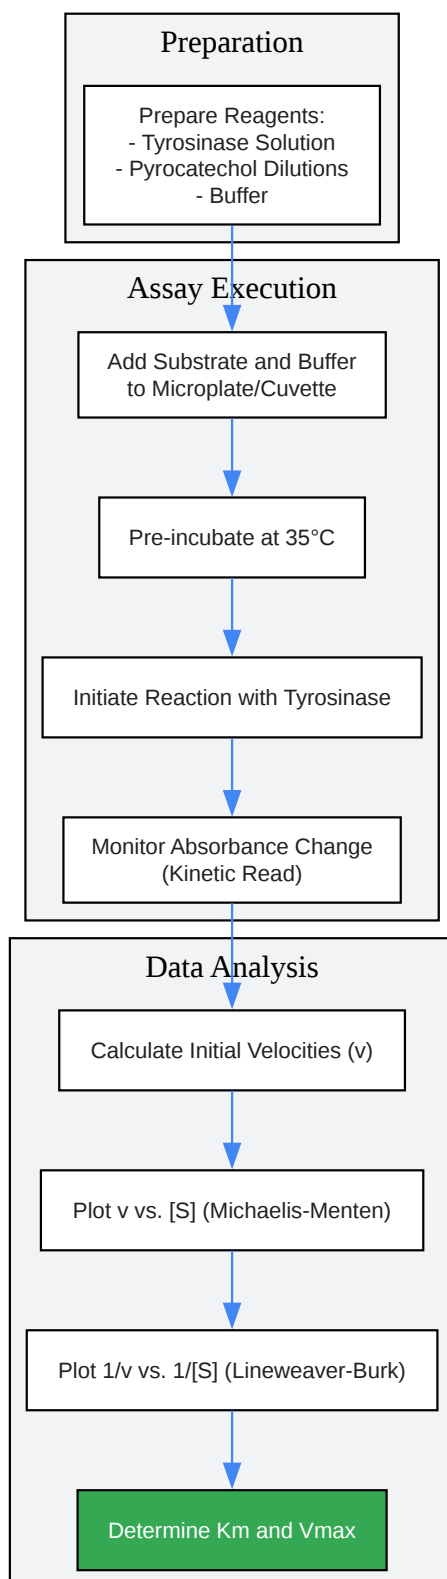 Preparation
Prepare Reagents:
- Tyrosinase Solution
- Pyrocatechol Dilutions
- Buffer
Assay Execution
Add Substrate and Buffer
to Microplate/Cuvette
Pre-incubate at 35°C
Initiate Reaction with Tyrosinase
Monitor Absorbance Change
(Kinetic Read)
Data Analysis
Calculate Initial Velocities (v)
Plot v vs. [S] (Michaelis-Menten)
Plot 1/v vs. 1/[S] (Lineweaver-Burk)
Determine Km and Vmax